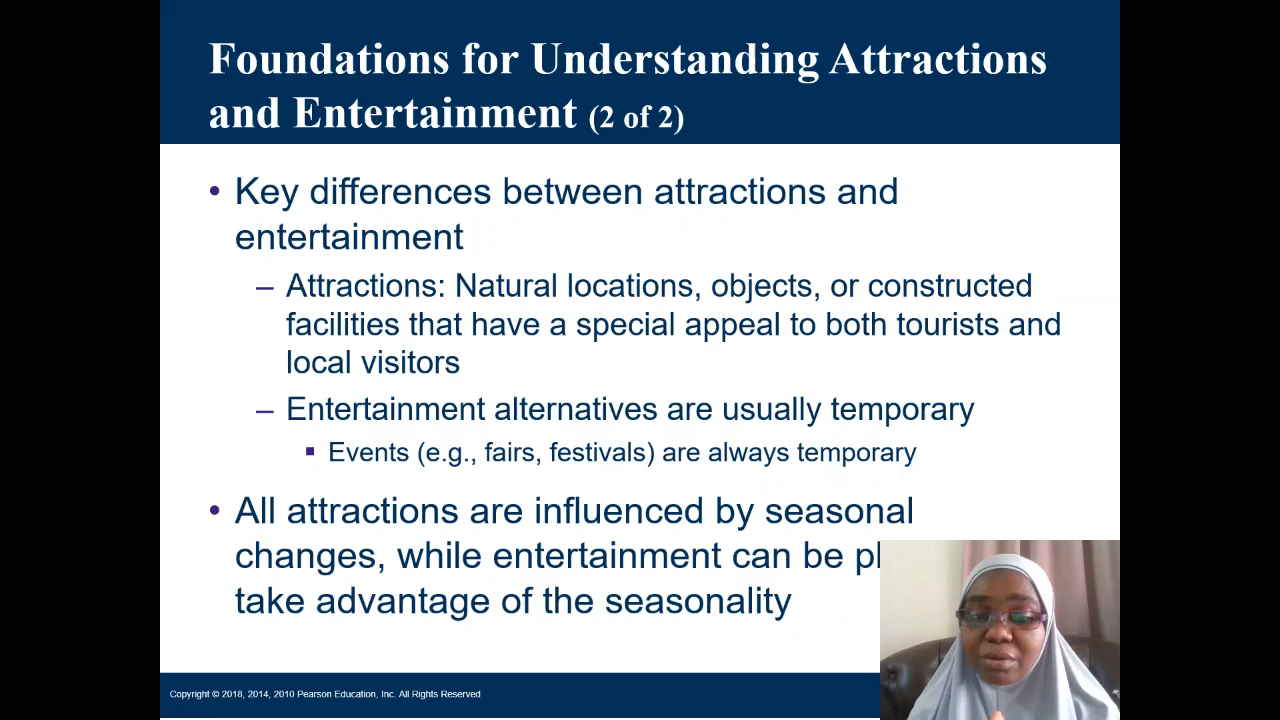 Foundations for Understanding Attractions
and Entertainment (2 of 2)
• Key differences between attractions and
entertainment
– Attractions: Natural locations, objects, or constructed
facilities that have a special appeal to both tourists and
local visitors
– Entertainment alternatives are usually temporary
▪ Events (e.g., fairs, festivals) are always temporary
• All attractions are influenced by seasonal
changes, while entertainment can be
take advantage of the seasonality
Copyright © 2018, 2014, 2010 Pearson Education, Inc. All Rights Reserved